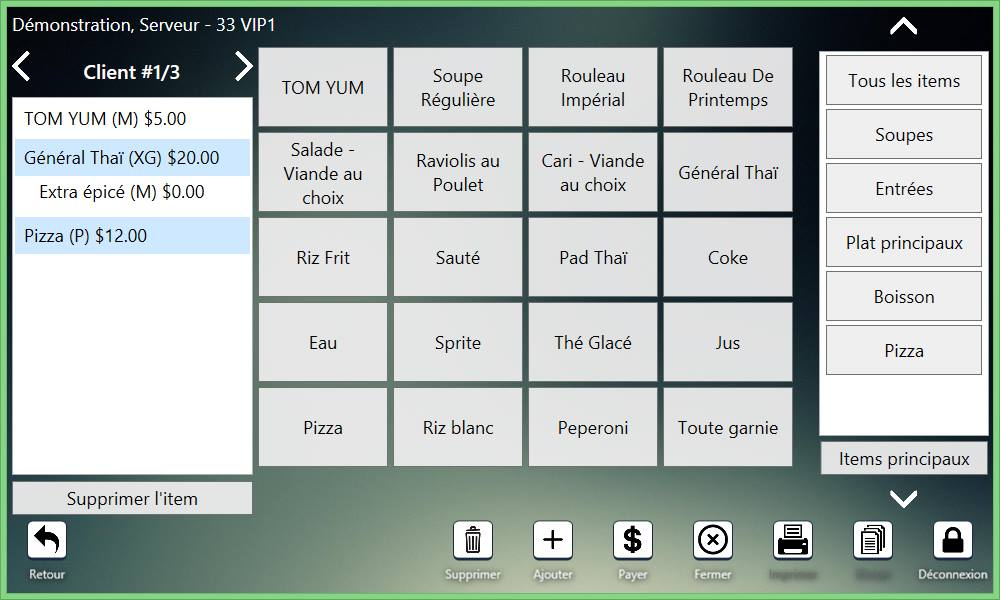 Démonstration, Serveur - 33 VIP1
Client #1/3
TOM YUM (M) $5.00
Général Thaï (XG) $20.00
Extra épicé (M) $0.00
Pizza (P) $12.00
Supprimer l'item
TOM YUM
Soupe
Régulière
Rouleau
Impérial
Rouleau De
Printemps
Salade -
Viande au
choix
Raviolis au
Poulet
Cari - Viande
au choix
Général Thaï
Riz Frit
Sauté
Pad Thaï
Coke
Eau
Sprite
Thé Glacé
Jus
Pizza
Riz blanc
Peperoni
Toute garnie
Tous les items
Soupes
Entrées
Plat principaux
Boisson
Pizza
Items principaux
Retour
Supprimer
Ajouter
Payer
Fermer
Déconnexion